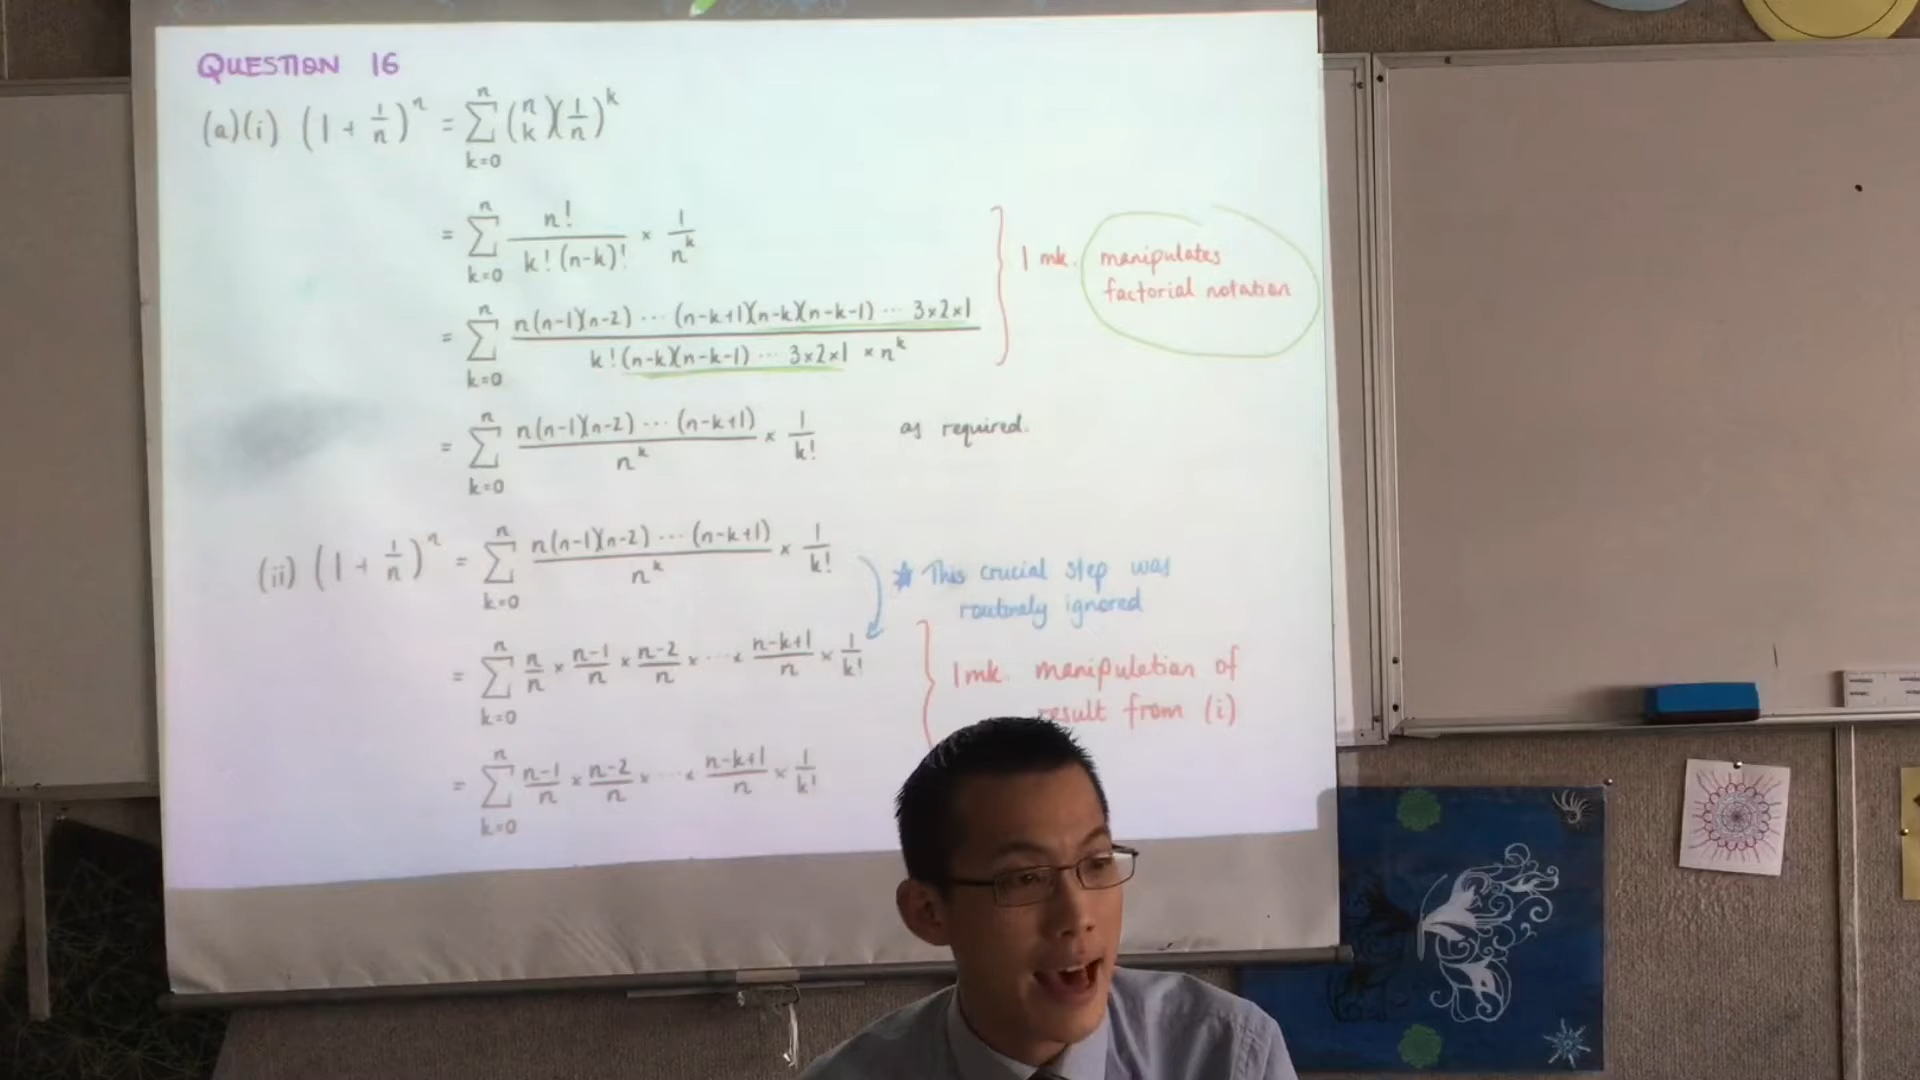 QUESTION 16
(a)(i) (1 + 1/n)^n = Σ_{k=0}^{n} (n k)(1/n)^k
= Σ_{k=0}^{n} n! / k!(n-k)! × 1/n^k
1 mk. manipulates
factorial notation
= Σ_{k=0}^{n} n(n-1)(n-2) ··· (n-k+1)(n-k)(n-k-1) ··· 3×2×1 / k!(n-k)(n-k-1) ··· 3×2×1 × n^k
= Σ_{k=0}^{n} n(n-1)(n-2) ··· (n-k+1) / n^k × 1/k! as required.
(ii) (1 + 1/n)^n = Σ_{k=0}^{n} n(n-1)(n-2) ··· (n-k+1) / n^k × 1/k!
* This crucial step was
routinely ignored
= Σ_{k=0}^{n} n/n × n-1/n × n-2/n × ··· × n-k+1/n × 1/k!
1 mk. manipulation of
result from (i)
= Σ_{k=0}^{n} n-1/n × n-2/n × ··· × n-k+1/n × 1/k!